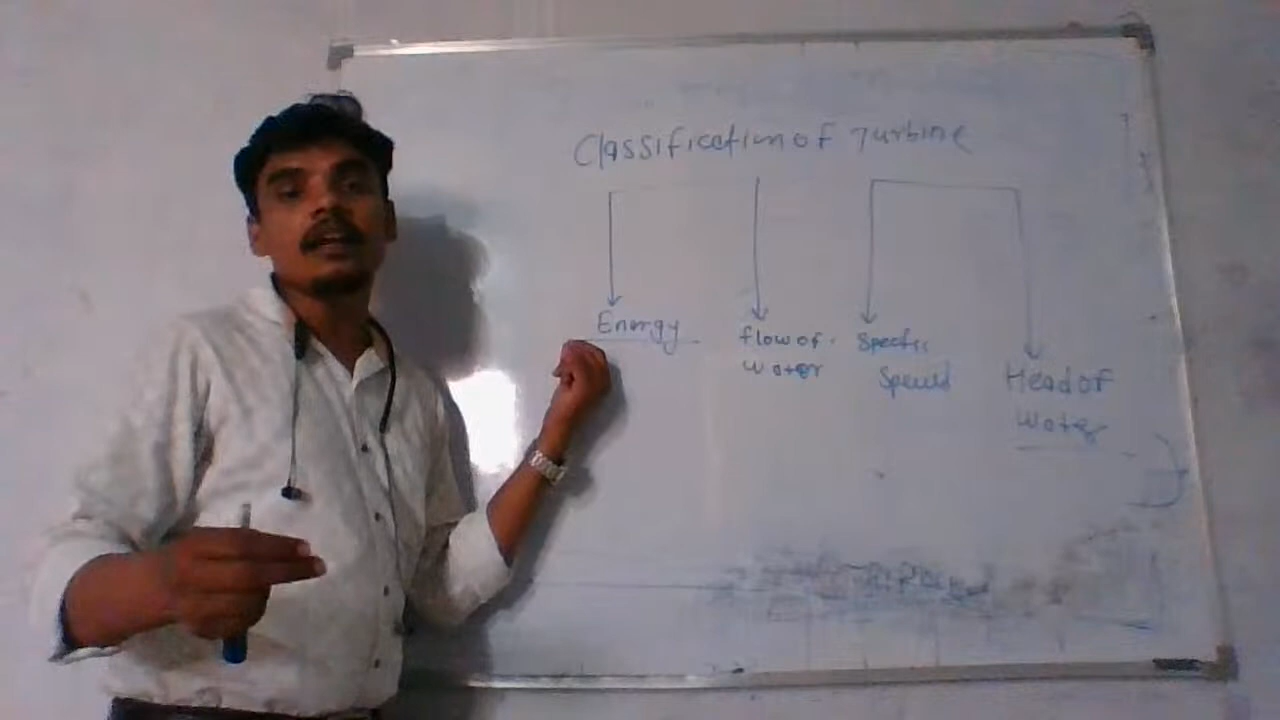 Classification of Turbine
Energy
flow of
water
Specific
Speed
Head of
Water